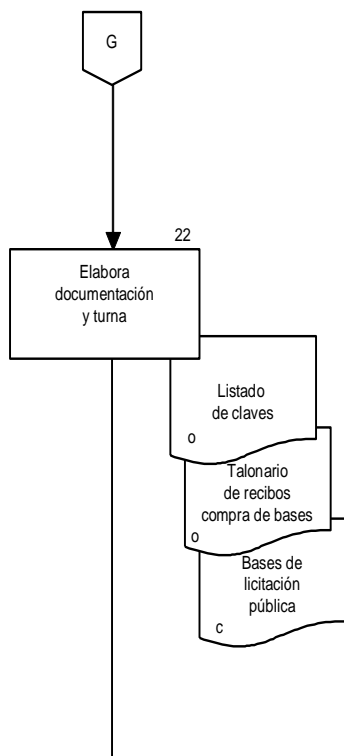 G
22
Elabora
documentación
y turna
Listado
de claves
o
Talonario
de recibos
compra de bases
o
Bases de
licitación
pública
c